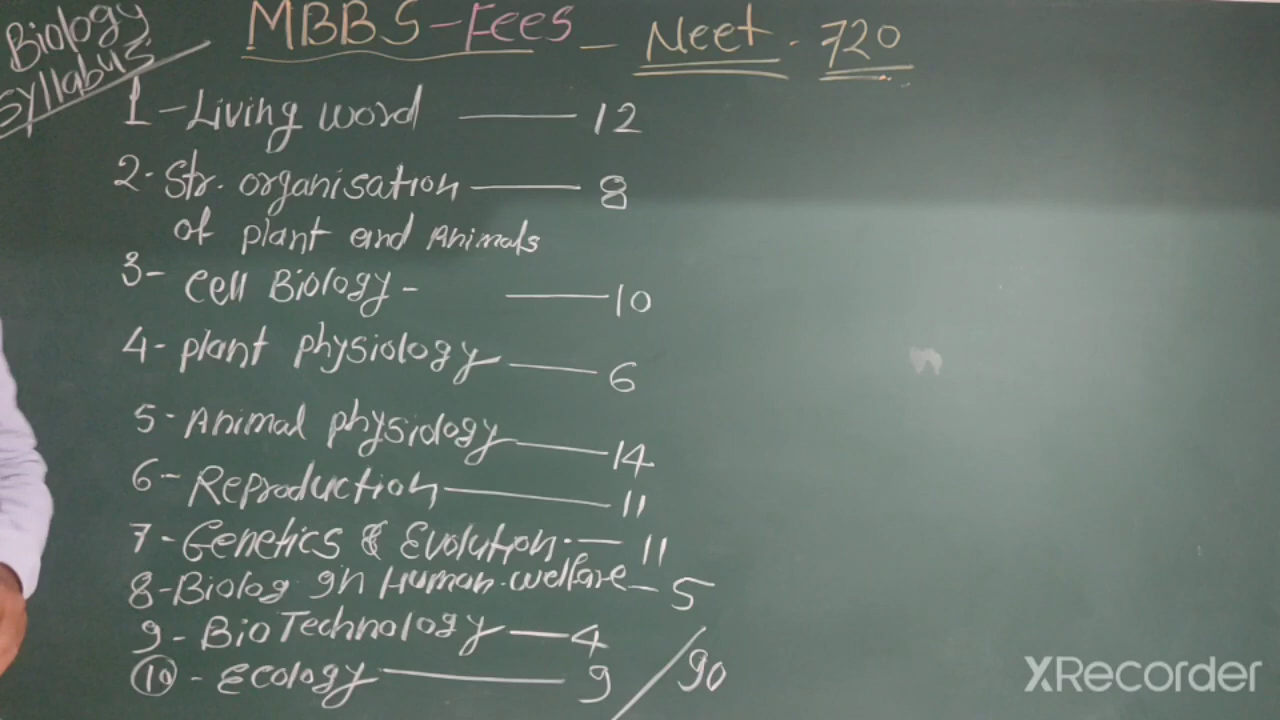 Biology
Syllabus
MBBS-Fees - Neet. 720
1 - Living word — 12
2. Str. organisation — 8
of plant and Animals
3- Cell Biology - — 10
4- plant physiology — 6
5- Animal physiology — 14
6- Reproduction — 11
7- Genetics & Evolution. — 11
8-Biolog gn Human. welfare — 5
9- BioTechnology — 4
10 - Ecology — 9 / 90
XRecorder